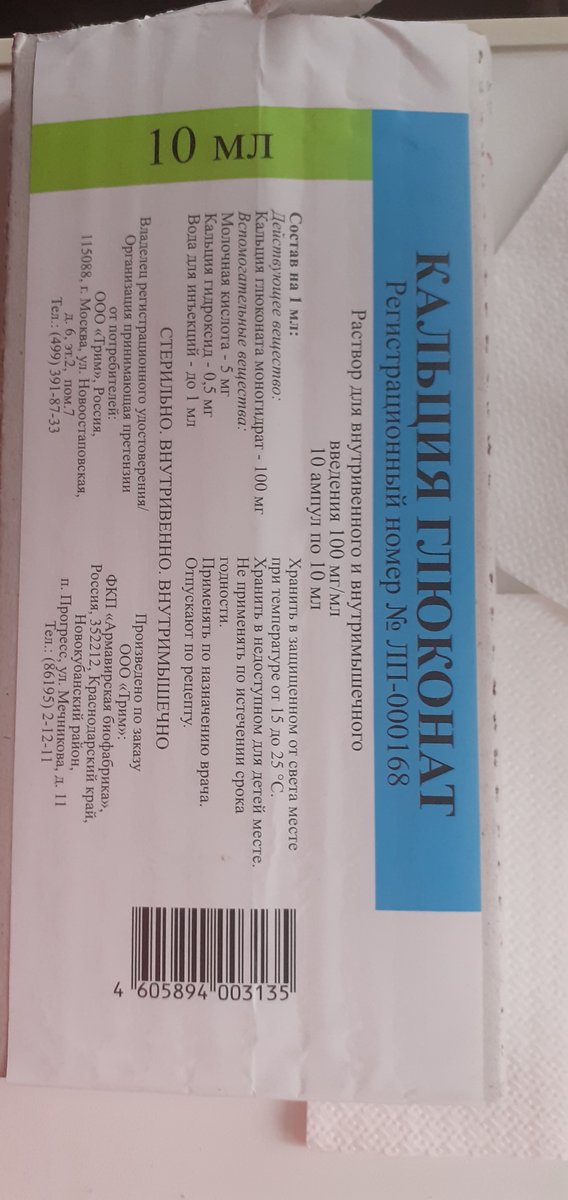 10 мл
КАЛЬЦИЯ ГЛЮКОНАТ
Регистрационный номер № ЛП-000168
Раствор для внутривенного и внутримышечного
введения 100 мг/мл
10 ампул по 10 мл
Состав на 1 мл:
Действующее вещество:
Кальция глюконата моногидрат - 100 мг
Вспомогательные вещества:
Молочная кислота - 5 мг
Кальция гидроксид - 0,5 мг
Вода для инъекций - до 1 мл
Хранить в защищенном от света месте
при температуре от 15 до 25 °С.
Хранить в недоступном для детей месте.
Не применять по истечении срока
годности.
Применять по назначению врача.
Отпускают по рецепту.
СТЕРИЛЬНО. ВНУТРИВЕННО. ВНУТРИМЫШЕЧНО
Владелец регистрационного удостоверения/
Организация принимающая претензии
от потребителей:
ООО «Трим», Россия,
115088, г. Москва, ул. Новоостаповская,
д. 6, эт.2, пом.7
Тел.: (499) 391-87-33
Произведено по заказу
ООО «Трим»:
ФКП «Армавирская биофабрика»,
Россия, 352212, Краснодарский край,
Новокубанский район,
п. Прогресс, ул. Мечникова, д. 11
Тел.: (86195) 2-12-11
4 605894 003135